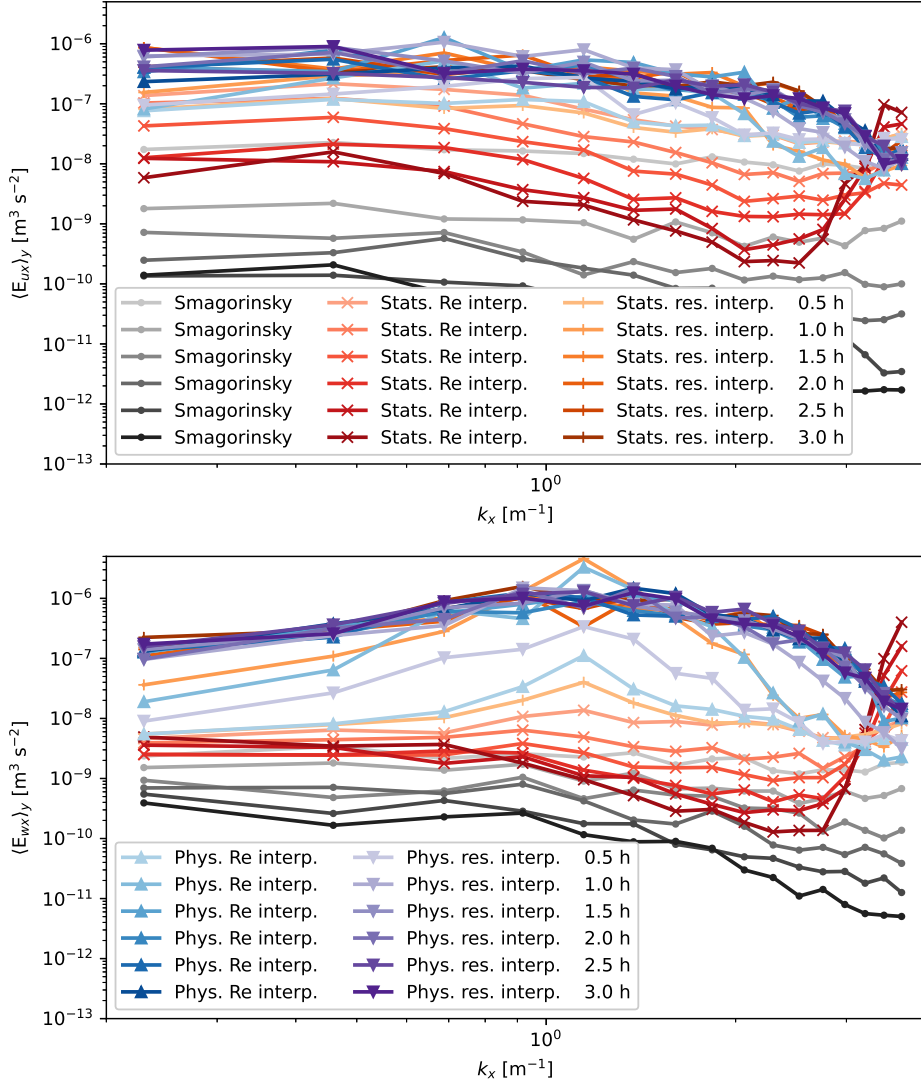 10⁻⁶
10⁻⁷
10⁻⁸
10⁻⁹
10⁻¹⁰
10⁻¹¹
10⁻¹²
10⁻¹³
⟨E_{ux}⟩_y [m³ s⁻²]
Smagorinsky Stats. Re interp. Stats. res. interp. 0.5 h
Smagorinsky Stats. Re interp. Stats. res. interp. 1.0 h
Smagorinsky Stats. Re interp. Stats. res. interp. 1.5 h
Smagorinsky Stats. Re interp. Stats. res. interp. 2.0 h
Smagorinsky Stats. Re interp. Stats. res. interp. 2.5 h
Smagorinsky Stats. Re interp. Stats. res. interp. 3.0 h
10⁰
k_x [m⁻¹]
10⁻⁶
10⁻⁷
10⁻⁸
10⁻⁹
10⁻¹⁰
10⁻¹¹
10⁻¹²
10⁻¹³
⟨E_{wx}⟩_y [m³ s⁻²]
Phys. Re interp. Phys. res. interp. 0.5 h
Phys. Re interp. Phys. res. interp. 1.0 h
Phys. Re interp. Phys. res. interp. 1.5 h
Phys. Re interp. Phys. res. interp. 2.0 h
Phys. Re interp. Phys. res. interp. 2.5 h
Phys. Re interp. Phys. res. interp. 3.0 h
10⁰
k_x [m⁻¹]